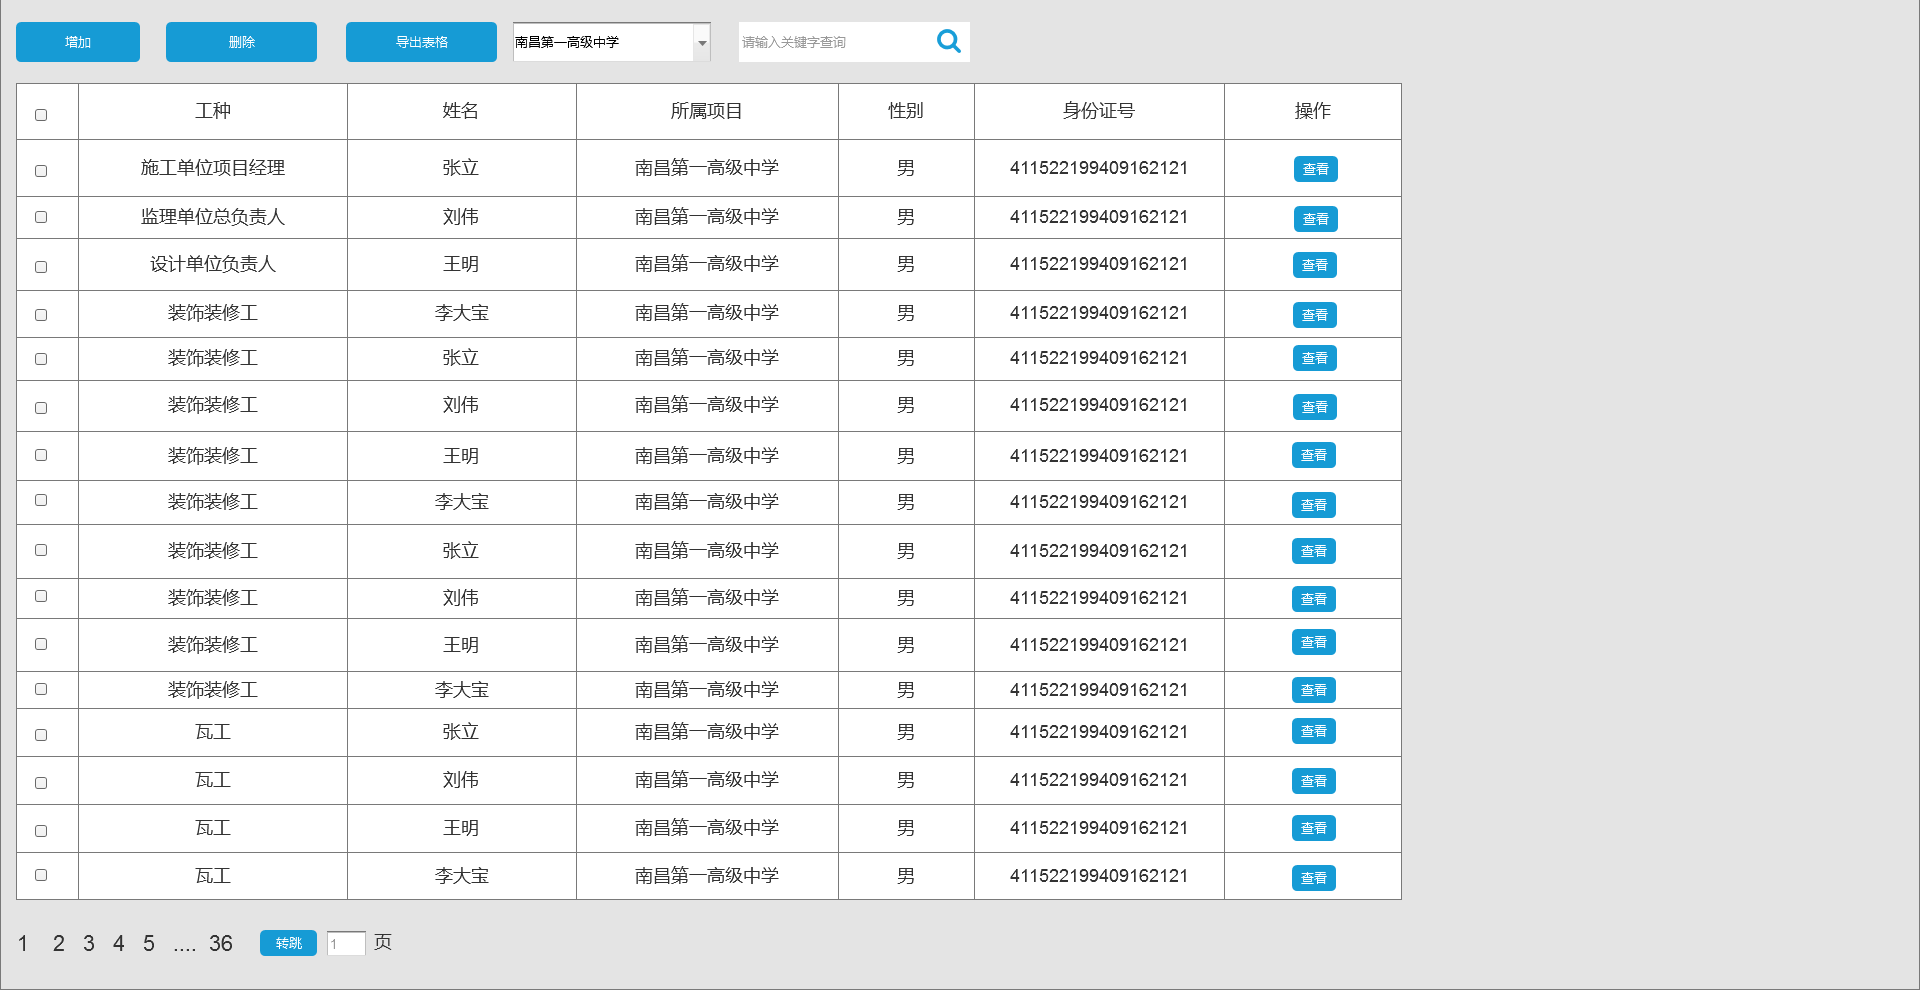 增加 删除 导出表格 南昌第一高级中学 请输入关键字查询
工种 姓名 所属项目 性别 身份证号 操作
施工单位项目经理 张立 南昌第一高级中学 男 411522199409162121 查看
监理单位总负责人 刘伟 南昌第一高级中学 男 411522199409162121 查看
设计单位负责人 王明 南昌第一高级中学 男 411522199409162121 查看
装饰装修工 李大宝 南昌第一高级中学 男 411522199409162121 查看
装饰装修工 张立 南昌第一高级中学 男 411522199409162121 查看
装饰装修工 刘伟 南昌第一高级中学 男 411522199409162121 查看
装饰装修工 王明 南昌第一高级中学 男 411522199409162121 查看
装饰装修工 李大宝 南昌第一高级中学 男 411522199409162121 查看
装饰装修工 张立 南昌第一高级中学 男 411522199409162121 查看
装饰装修工 刘伟 南昌第一高级中学 男 411522199409162121 查看
装饰装修工 王明 南昌第一高级中学 男 411522199409162121 查看
装饰装修工 李大宝 南昌第一高级中学 男 411522199409162121 查看
瓦工 张立 南昌第一高级中学 男 411522199409162121 查看
瓦工 刘伟 南昌第一高级中学 男 411522199409162121 查看
瓦工 王明 南昌第一高级中学 男 411522199409162121 查看
瓦工 李大宝 南昌第一高级中学 男 411522199409162121 查看
1 2 3 4 5 .... 36 转跳 1 页